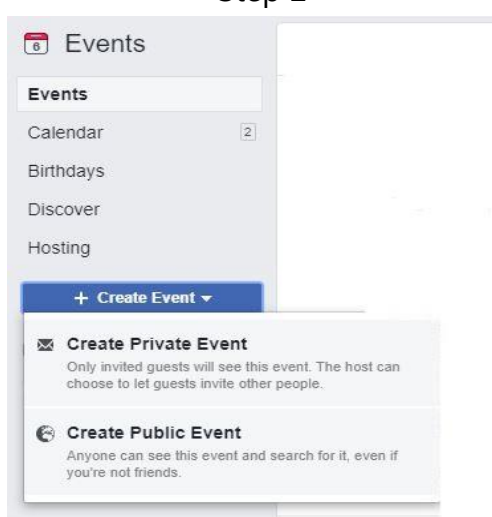 6 Events
Events
Calendar 2
Birthdays
Discover
Hosting
+ Create Event
Create Private Event
Only invited guests will see this event. The host can
choose to let guests invite other people.
Create Public Event
Anyone can see this event and search for it, even if
you're not friends.